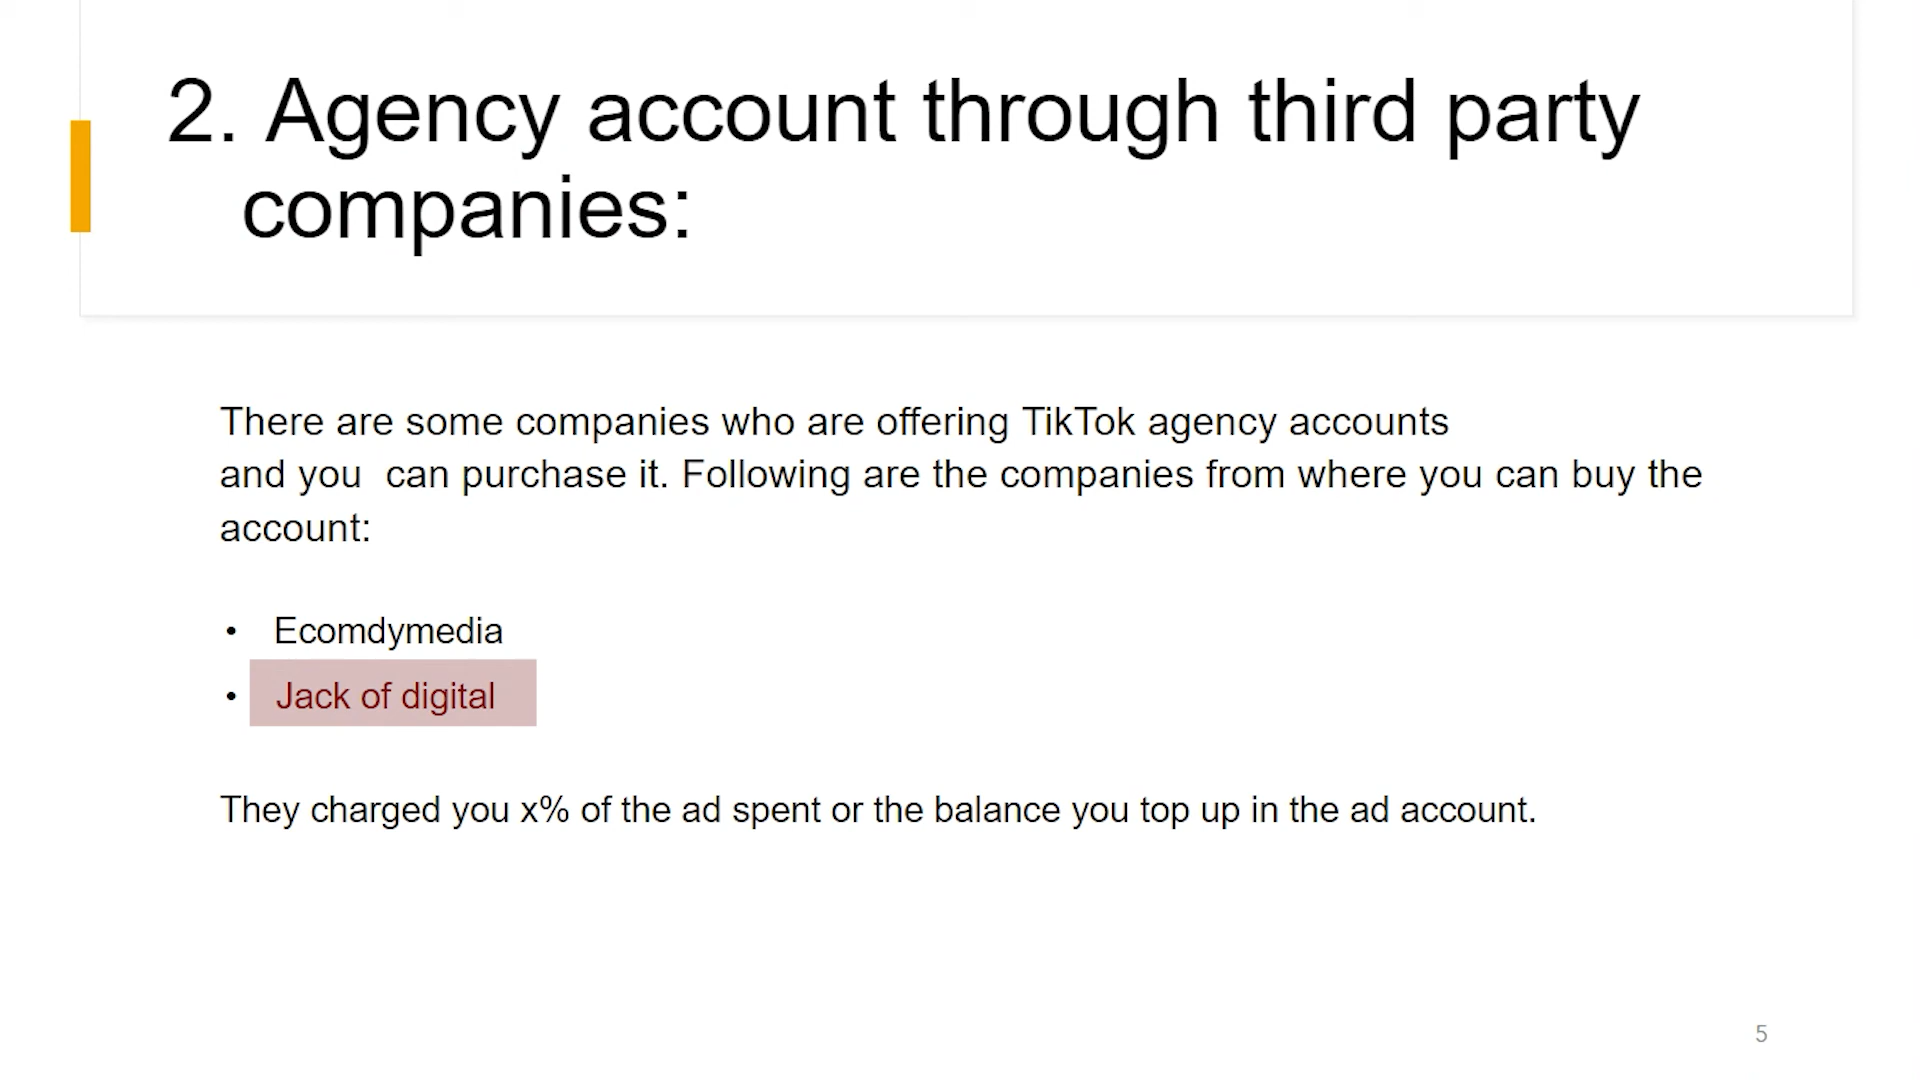 2. Agency account through third party
companies:
There are some companies who are offering TikTok agency accounts
and you  can purchase it. Following are the companies from where you can buy the
account:
• Ecomdymedia
• Jack of digital
They charged you x% of the ad spent or the balance you top up in the ad account.
5